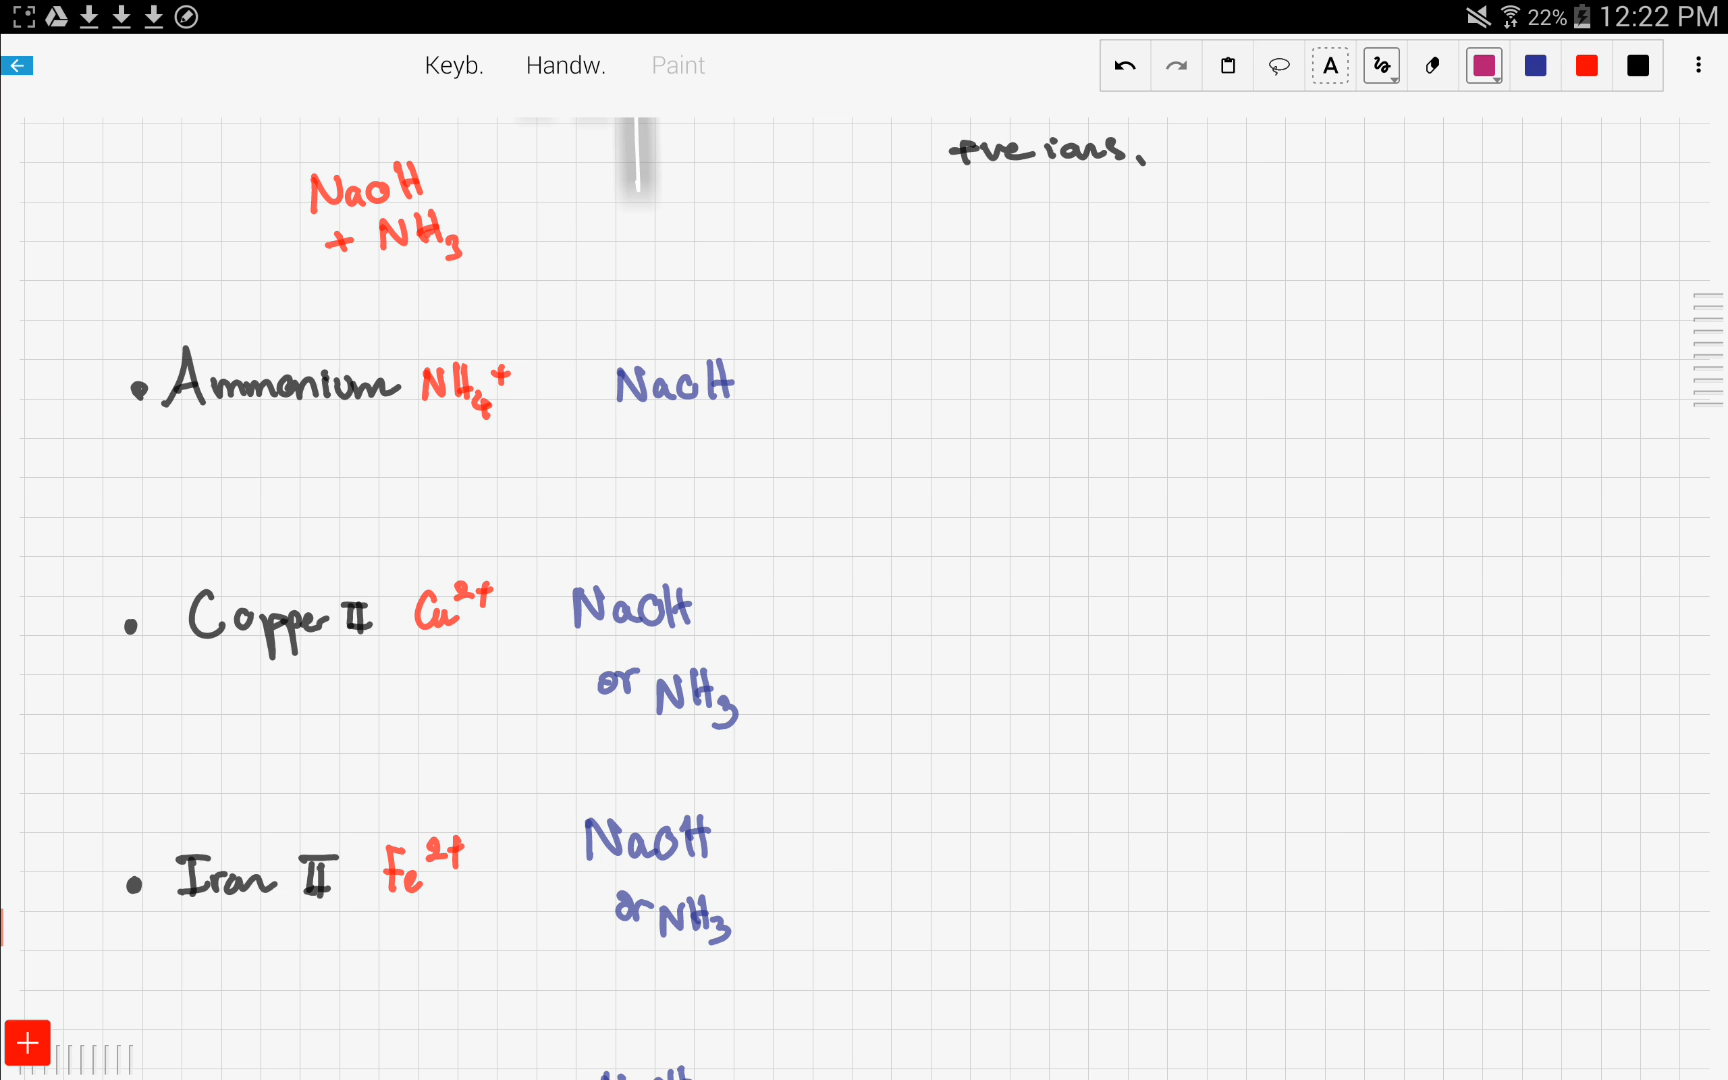 22% 12:22 PM
Keyb. Handw. Paint A
+ve ions.
NaOH
+ NH3
• Ammonium NH4+ NaOH
• Copper II Cu2+ NaOH
or NH3
• Iron II Fe2+ NaOH
or NH3